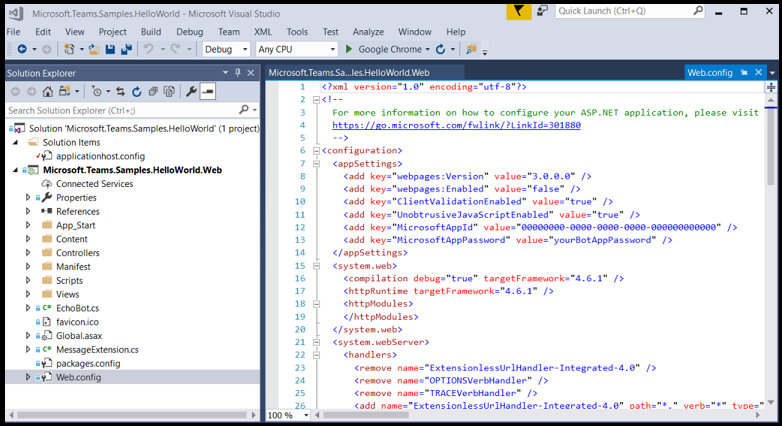 Microsoft.Teams.Samples.HelloWorld - Microsoft Visual Studio
Quick Launch (Ctrl+Q)
File Edit View Project Build Debug Team XML Tools Test Analyze Window Help
Debug Any CPU Google Chrome
Solution Explorer
Search Solution Explorer (Ctrl+;)
Solution 'Microsoft.Teams.Samples.HelloWorld' (1 project)
Solution Items
applicationhost.config
Microsoft.Teams.Samples.HelloWorld.Web
Connected Services
Properties
References
App_Start
Content
Controllers
Manifest
Scripts
Views
EchoBot.cs
favicon.ico
Global.asax
MessageExtension.cs
packages.config
Web.config
Microsoft.Teams.Sa...les.HelloWorld.Web Web.config
1 <?xml version="1.0" encoding="utf-8"?>
2 <!--
3 For more information on how to configure your ASP.NET application, please visit
4 https://go.microsoft.com/fwlink/?LinkId=301880
5 -->
6 <configuration>
7 <appSettings>
8 <add key="webpages:Version" value="3.0.0.0" />
9 <add key="webpages:Enabled" value="false" />
10 <add key="ClientValidationEnabled" value="true" />
11 <add key="UnobtrusiveJavaScriptEnabled" value="true" />
12 <add key="MicrosoftAppId" value="00000000-0000-0000-0000-000000000000" />
13 <add key="MicrosoftAppPassword" value="yourBotAppPassword" />
14 </appSettings>
15 <system.web>
16 <compilation debug="true" targetFramework="4.6.1" />
17 <httpRuntime targetFramework="4.6.1" />
18 <httpModules>
19 </httpModules>
20 </system.web>
21 <system.webServer>
22 <handlers>
23 <remove name="ExtensionlessUrlHandler-Integrated-4.0" />
24 <remove name="OPTIONSVerbHandler" />
25 <remove name="TRACEVerbHandler" />
26 <add name="ExtensionlessUrlHandler-Integrated-4.0" path="*." verb="*" type="
100 %